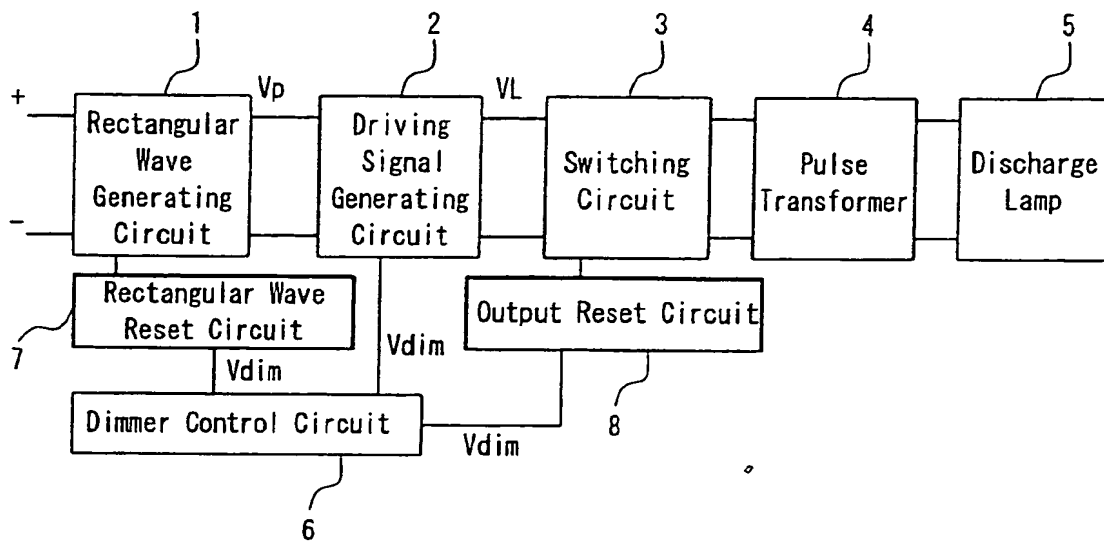 1
2
3
4
5
+
Vp
VL
Rectangular
Wave
Generating
Circuit
Driving
Signal
Generating
Circuit
Switching
Circuit
Pulse
Transformer
Discharge
Lamp
-
Rectangular Wave
Reset Circuit
Output Reset Circuit
7
Vdim
Vdim
8
Dimmer Control Circuit
Vdim
6